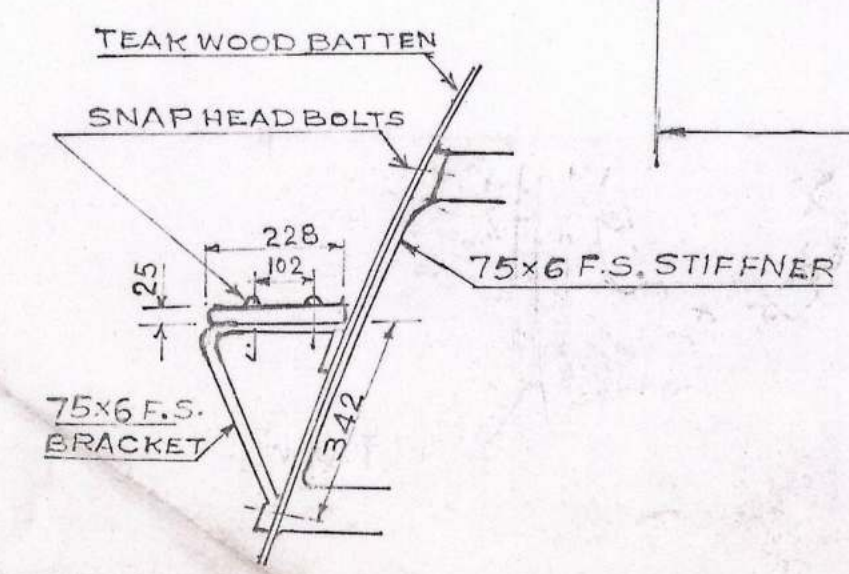 TEAK WOOD BATTEN
SNAP HEAD BOLTS
228
102
25
75×6 F.S. STIFFNER
342
75×6 F.S.
BRACKET